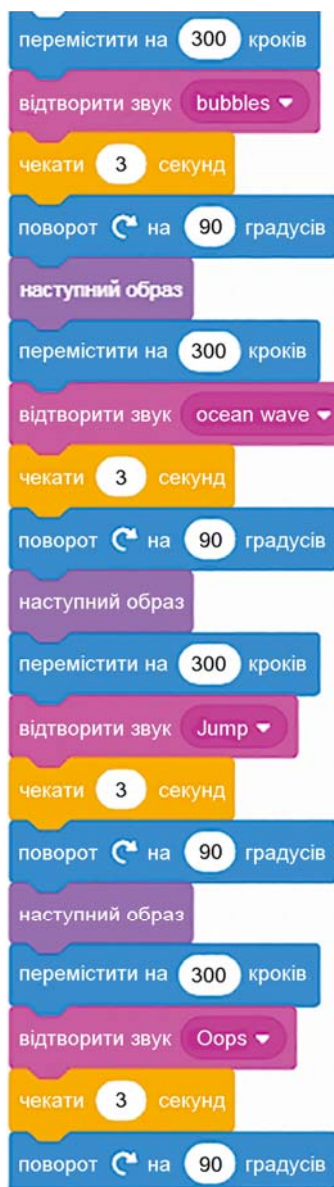 перемістити на 300 кроків
відтворити звук bubbles
чекати 3 секунд
поворот на 90 градусів
наступний образ
перемістити на 300 кроків
відтворити звук ocean wave
чекати 3 секунд
поворот на 90 градусів
наступний образ
перемістити на 300 кроків
відтворити звук Jump
чекати 3 секунд
поворот на 90 градусів
наступний образ
перемістити на 300 кроків
відтворити звук Oops
чекати 3 секунд
поворот на 90 градусів